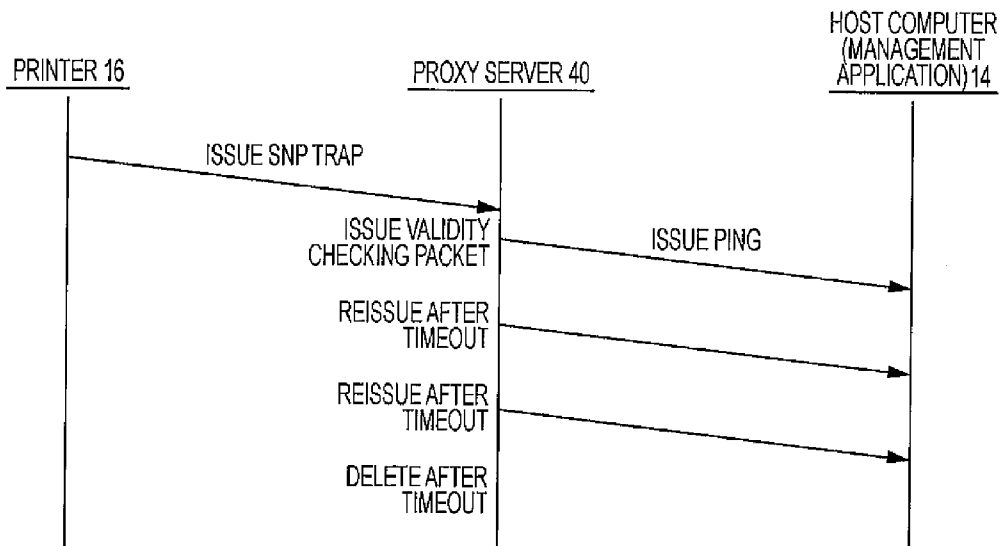 PRINTER 16
PROXY SERVER 40
HOST COMPUTER
(MANAGEMENT
APPLICATION) 14
ISSUE SNP TRAP
ISSUE VALIDITY
CHECKING PACKET
ISSUE PING
REISSUE AFTER
TIMEOUT
REISSUE AFTER
TIMEOUT
DELETE AFTER
TIMEOUT